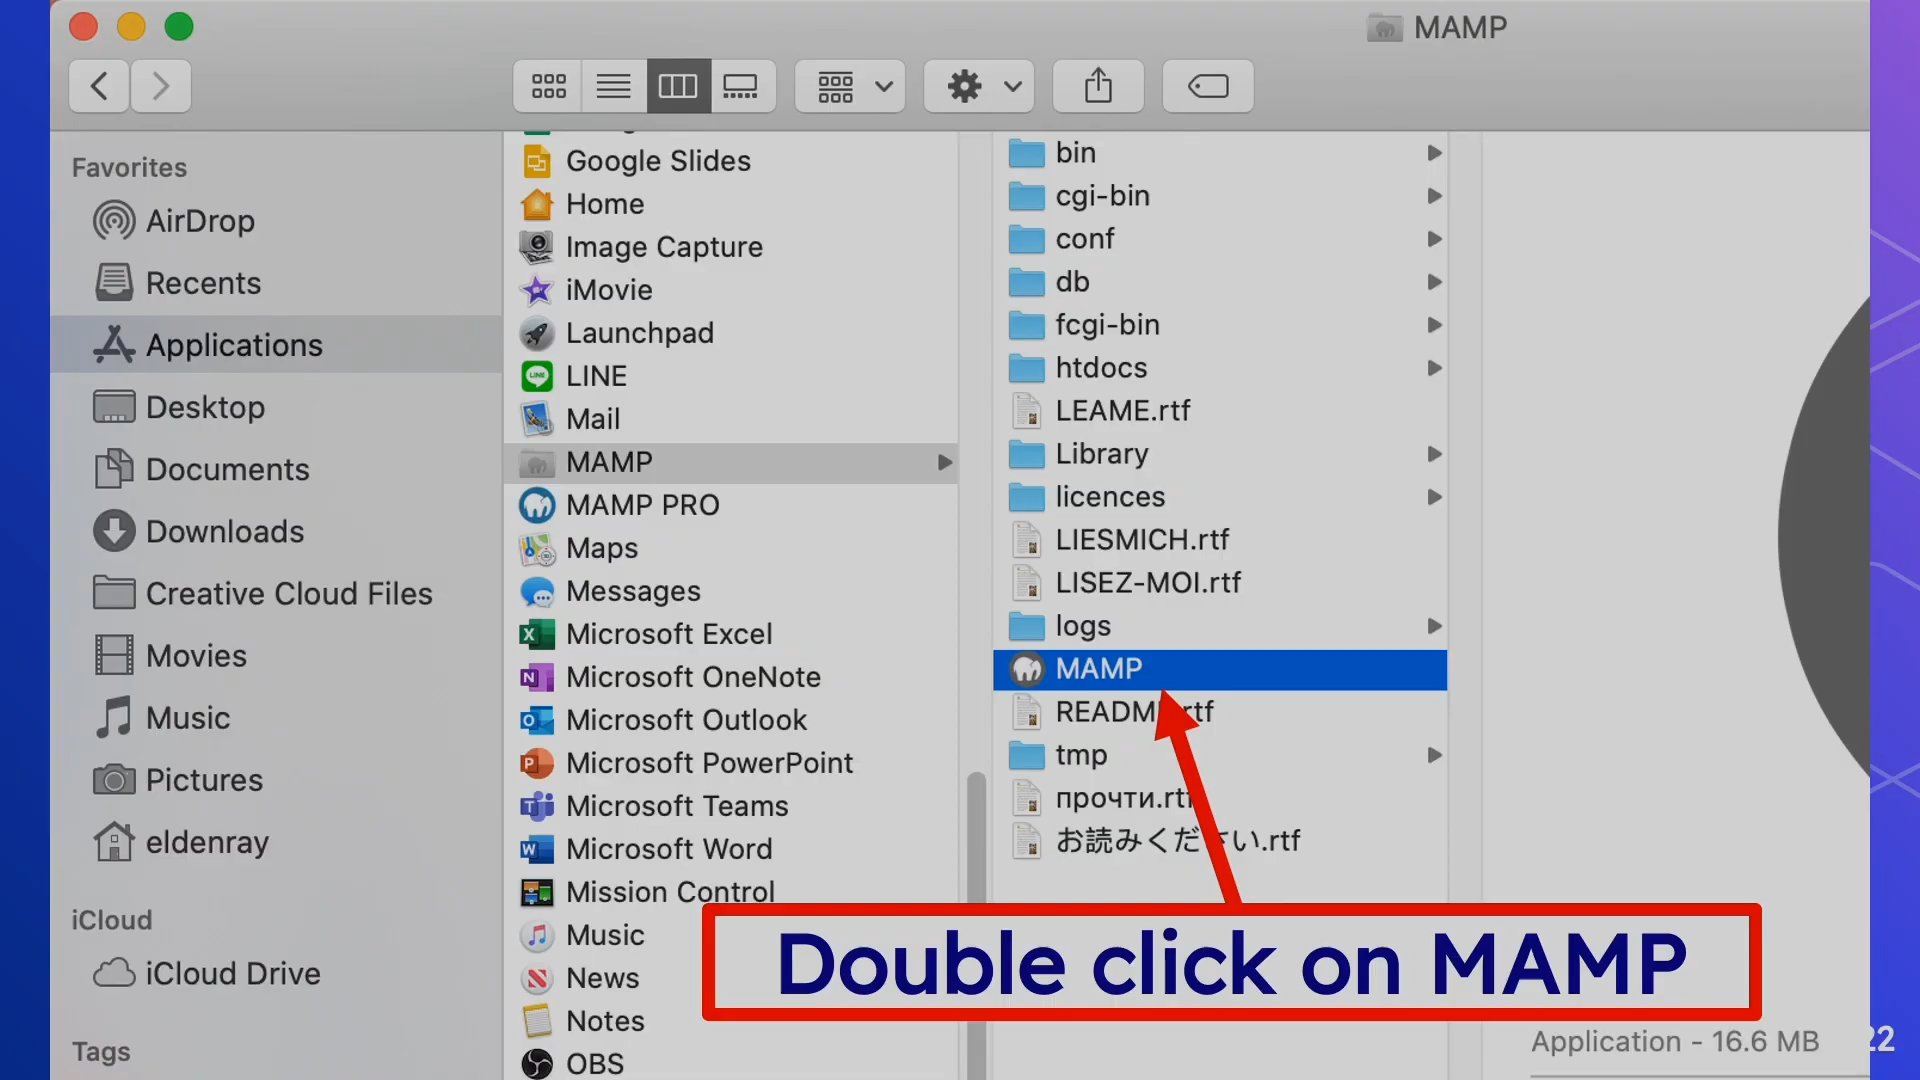 MAMP
Favorites
AirDrop
Recents
Applications
Desktop
Documents
Downloads
Creative Cloud Files
Movies
Music
Pictures
eldenray
iCloud
iCloud Drive
Tags
Google Slides
Home
Image Capture
iMovie
Launchpad
LINE
Mail
MAMP
MAMP PRO
Maps
Messages
Microsoft Excel
Microsoft OneNote
Microsoft Outlook
Microsoft PowerPoint
Microsoft Teams
Microsoft Word
Mission Control
Music
News
Notes
OBS
bin
cgi-bin
conf
db
fcgi-bin
htdocs
LEAME.rtf
Library
licences
LIESMICH.rtf
LISEZ-MOI.rtf
logs
MAMP
tmp
Double click on MAMP
Application - 16.6 MB